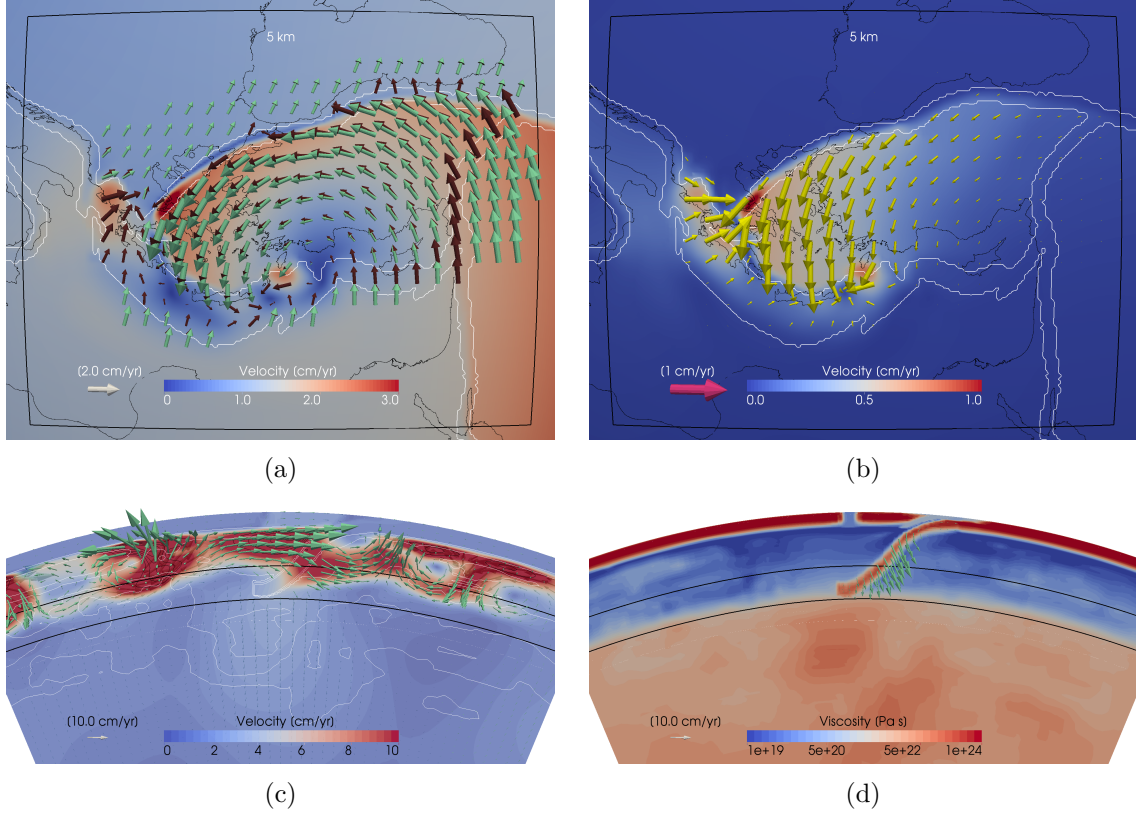 5 km
(2.0 cm/yr)
Velocity (cm/yr)
0 1.0 2.0 3.0
(a)
5 km
(1 cm/yr)
Velocity (cm/yr)
0.0 0.5 1.0
(b)
(10.0 cm/yr)
Velocity (cm/yr)
0 2 4 6 8 10
(c)
(10.0 cm/yr)
Viscosity (Pa s)
1e+19 5e+20 5e+22 1e+24
(d)